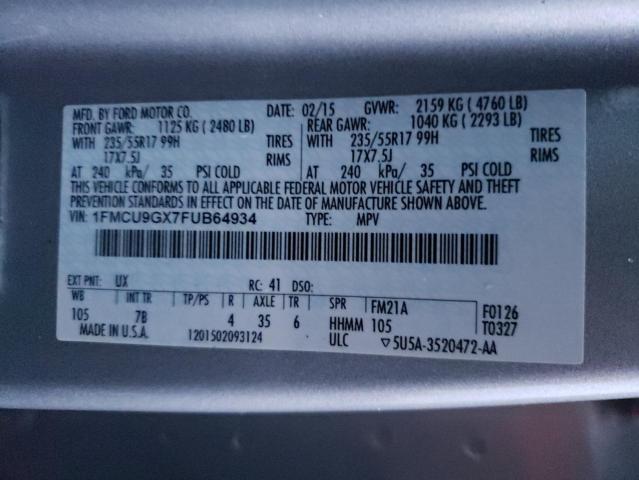 MFD. BY FORD MOTOR CO.
DATE: 02/15 GVWR: 2159 KG ( 4760 LB)
FRONT GAWR: 1125 KG ( 2480 LB) REAR GAWR: 1040 KG ( 2293 LB)
WITH 235/55R17 99H TIRES WITH 235/55R17 99H TIRES
17X7.5J RIMS 17X7.5J RIMS
AT 240 kPa/ 35 PSI COLD AT 240 kPa/ 35 PSI COLD
THIS VEHICLE CONFORMS TO ALL APPLICABLE FEDERAL MOTOR VEHICLE SAFETY AND THEFT
PREVENTION STANDARDS IN EFFECT ON THE DATE OF MANUFACTURE SHOWN ABOVE.
VIN: 1FMCU9GX7FUB64934 TYPE: MPV
EXT PNT: UX RC: 41 DSO:
WB INT TR TP/PS R AXLE TR SPR FM21A F0126
105 7B 4 35 6 HHMM 105 T0327
MADE IN U.S.A. 1201502093124 ULC ▽5U5A-3520472-AA